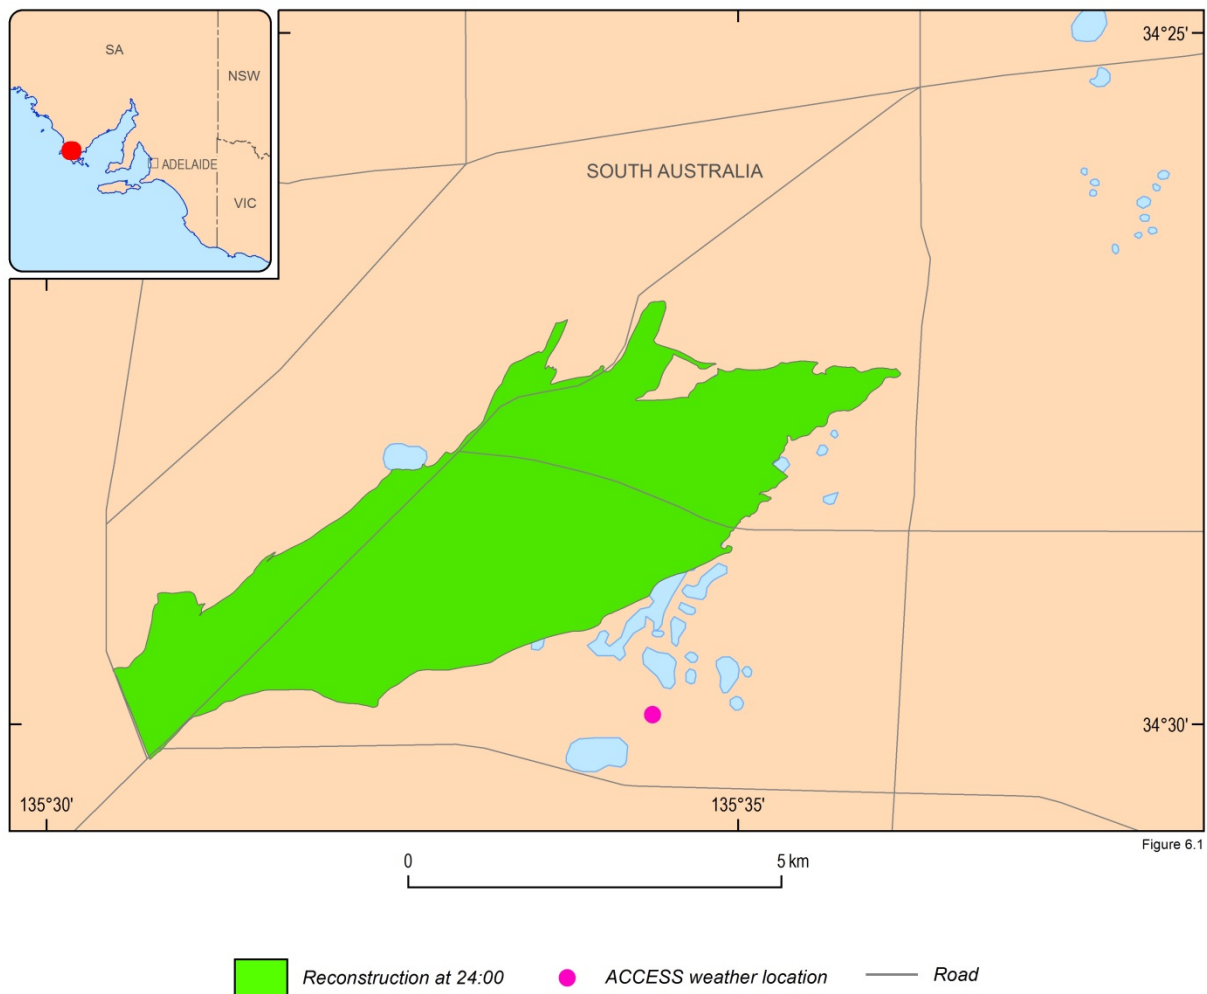 SA
NSW
ADELAIDE
VIC
34°25'
SOUTH AUSTRALIA
34°30'
135°30'
135°35'
Figure 6.1
0
5 km
Reconstruction at 24:00
ACCESS weather location
Road